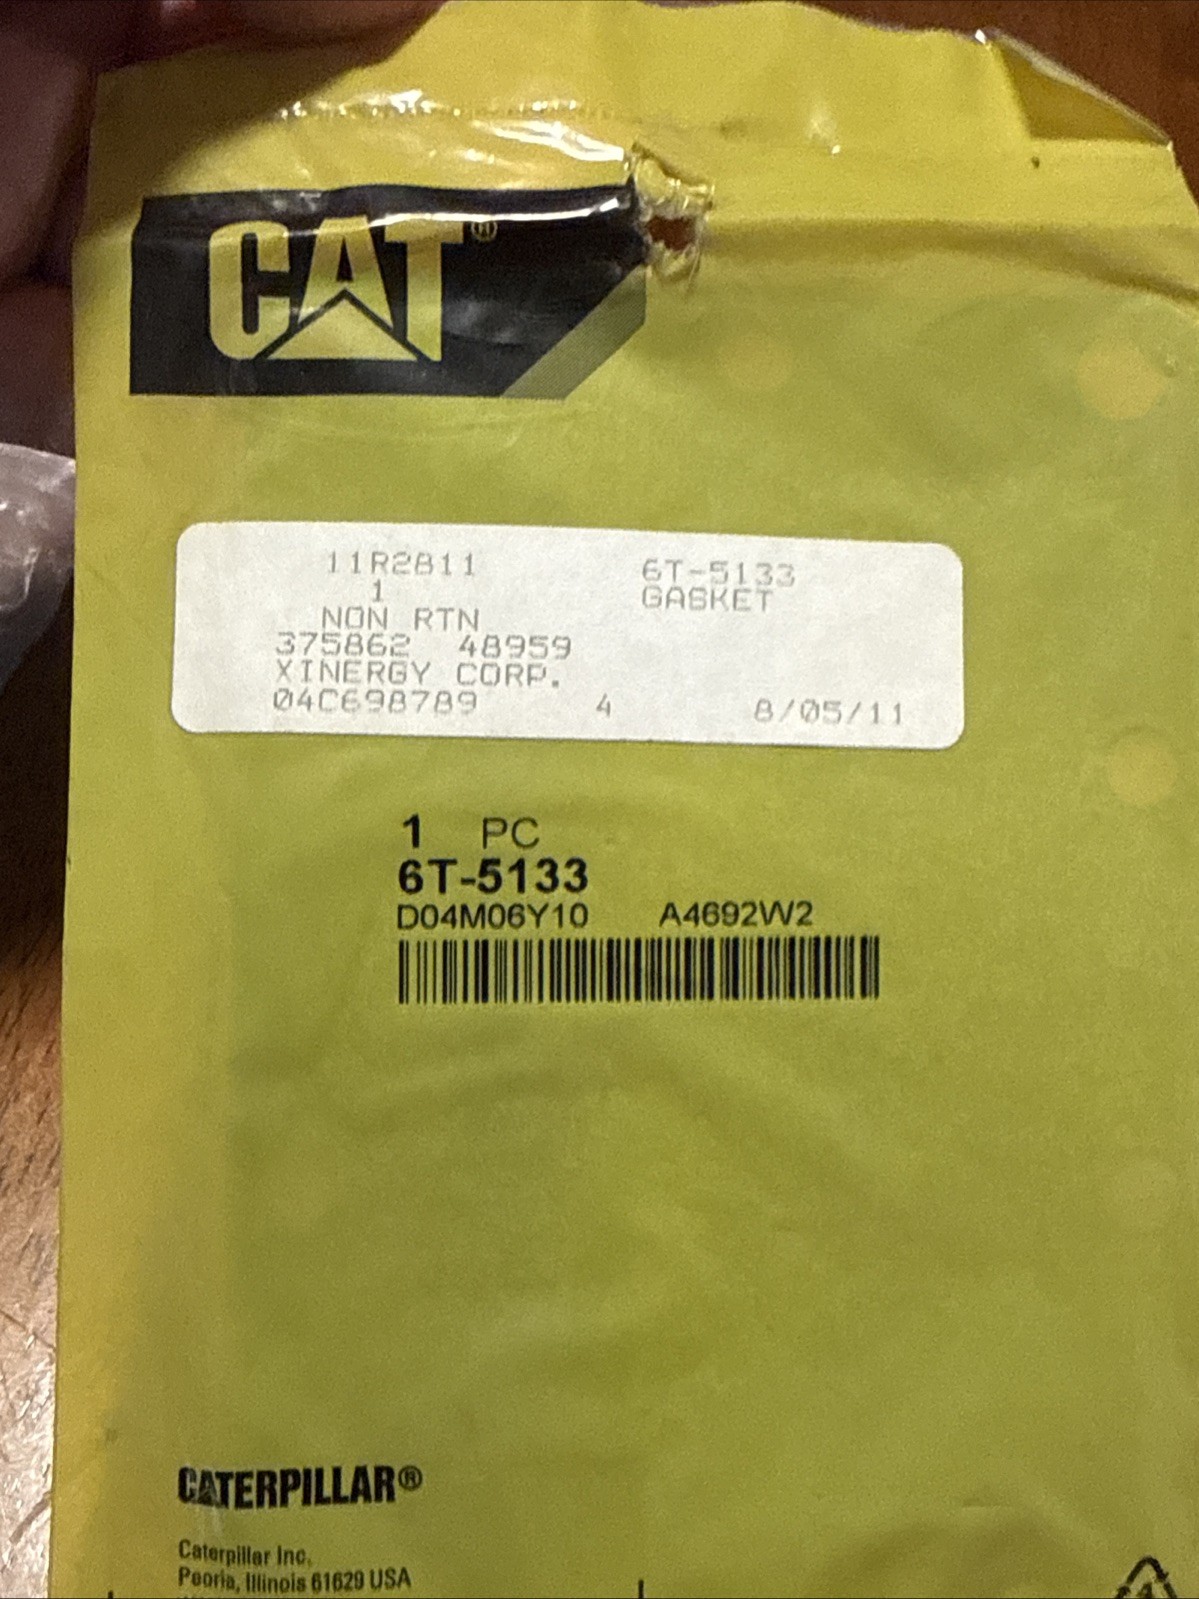 CAT®
11R2811 6T-5133
1 GASKET
NON RTN
375862 48959
XINERGY CORP.
04C698789 4 8/05/11
1 PC
6T-5133
D04M06Y10 A4692W2
CATERPILLAR®
Caterpillar Inc.
Peoria, Illinois 61629 USA
4